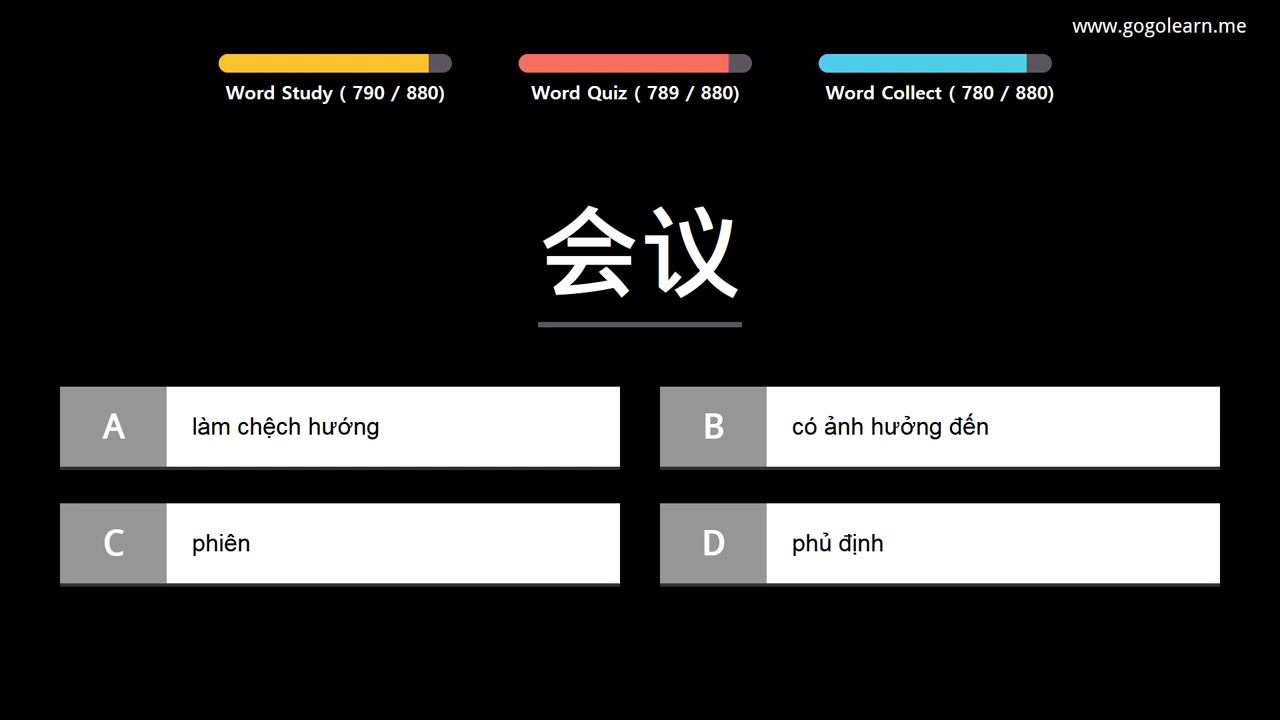 www.gogolearn.me
Word Study ( 790 / 880)
Word Quiz ( 789 / 880)
Word Collect ( 780 / 880)
会议
A
làm chệch hướng
B
có ảnh hưởng đến
C
phiên
D
phủ định